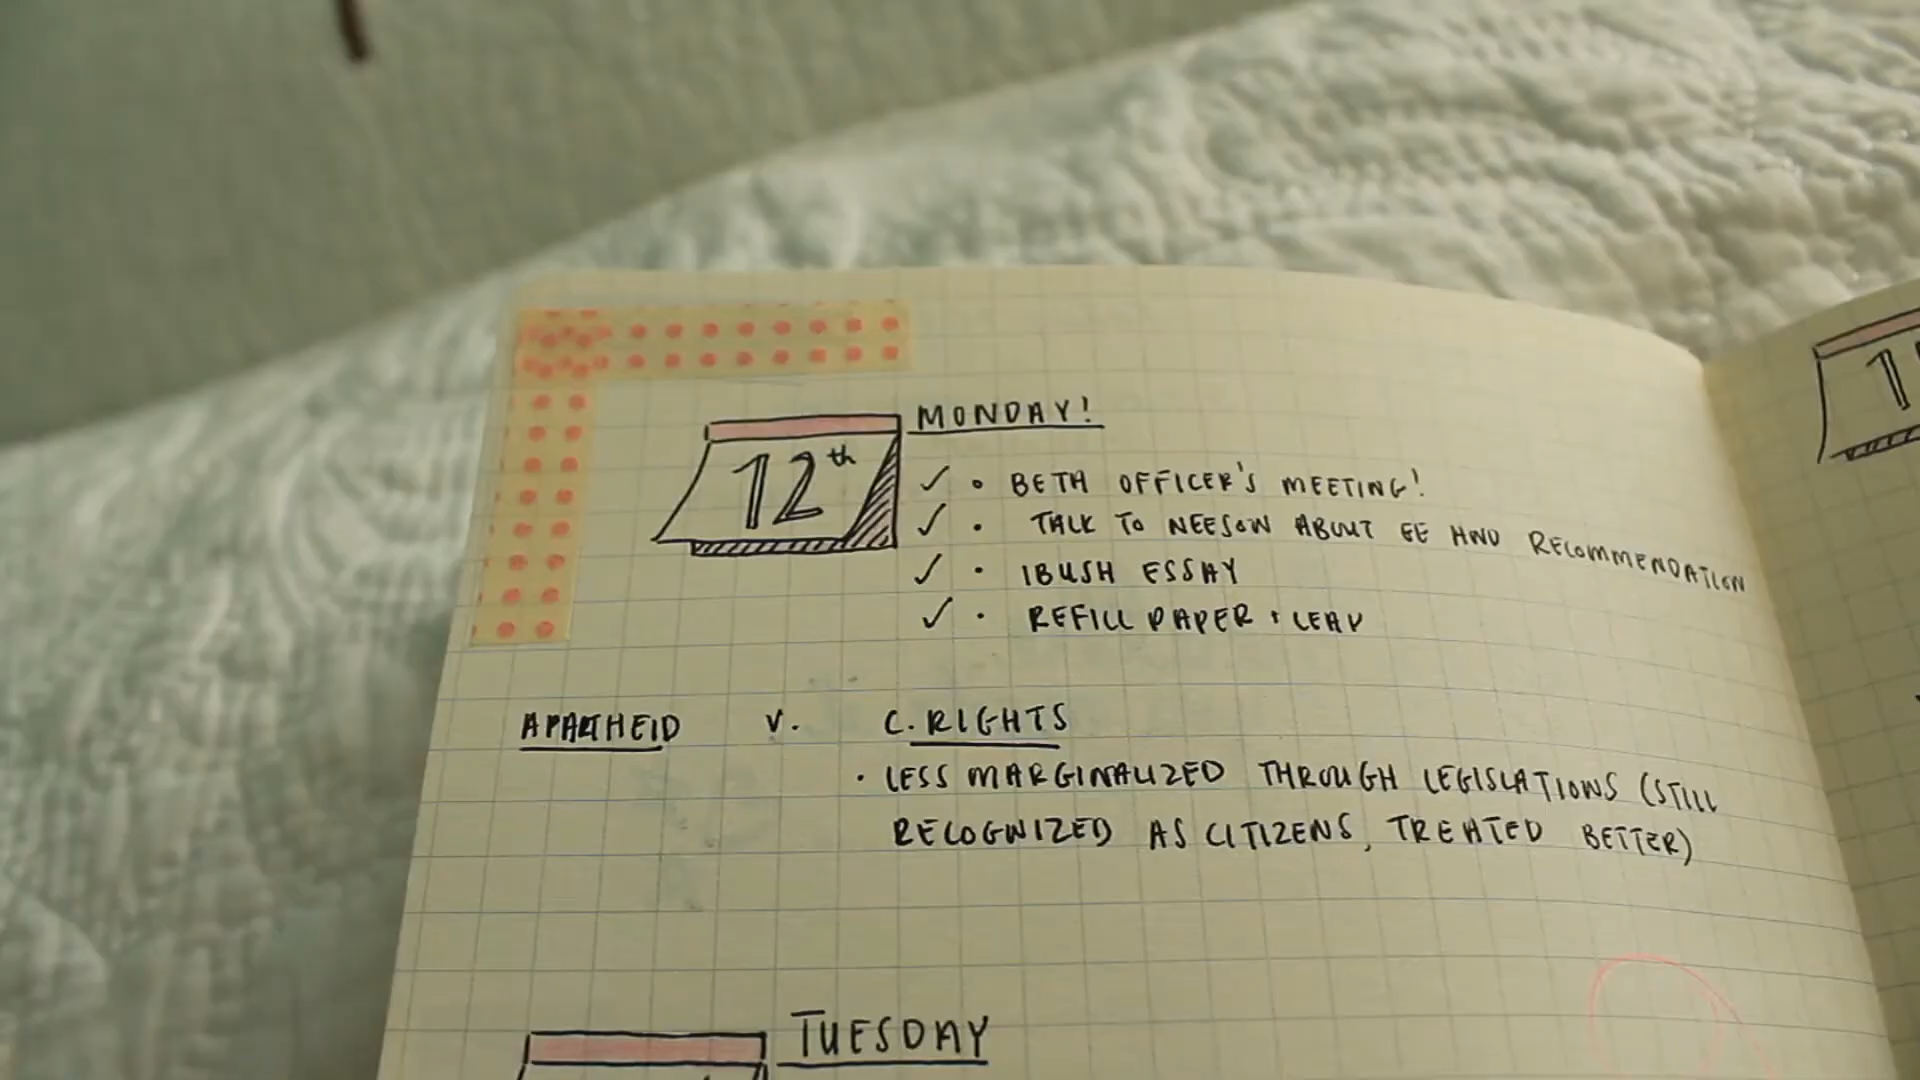 MONDAY!
12th
✓ • BETA OFFICER'S MEETING!
✓ • TALK TO NEESON ABOUT EE AND RECOMMENDATION
✓ • IBUSH ESSAY
✓ • REFILL PAPER + LEAD
APARTHEID V. C. RIGHTS
• LESS MARGINALIZED THROUGH LEGISLATIONS (STILL
RECOGNIZED AS CITIZENS, TREATED BETTER)
TUESDAY